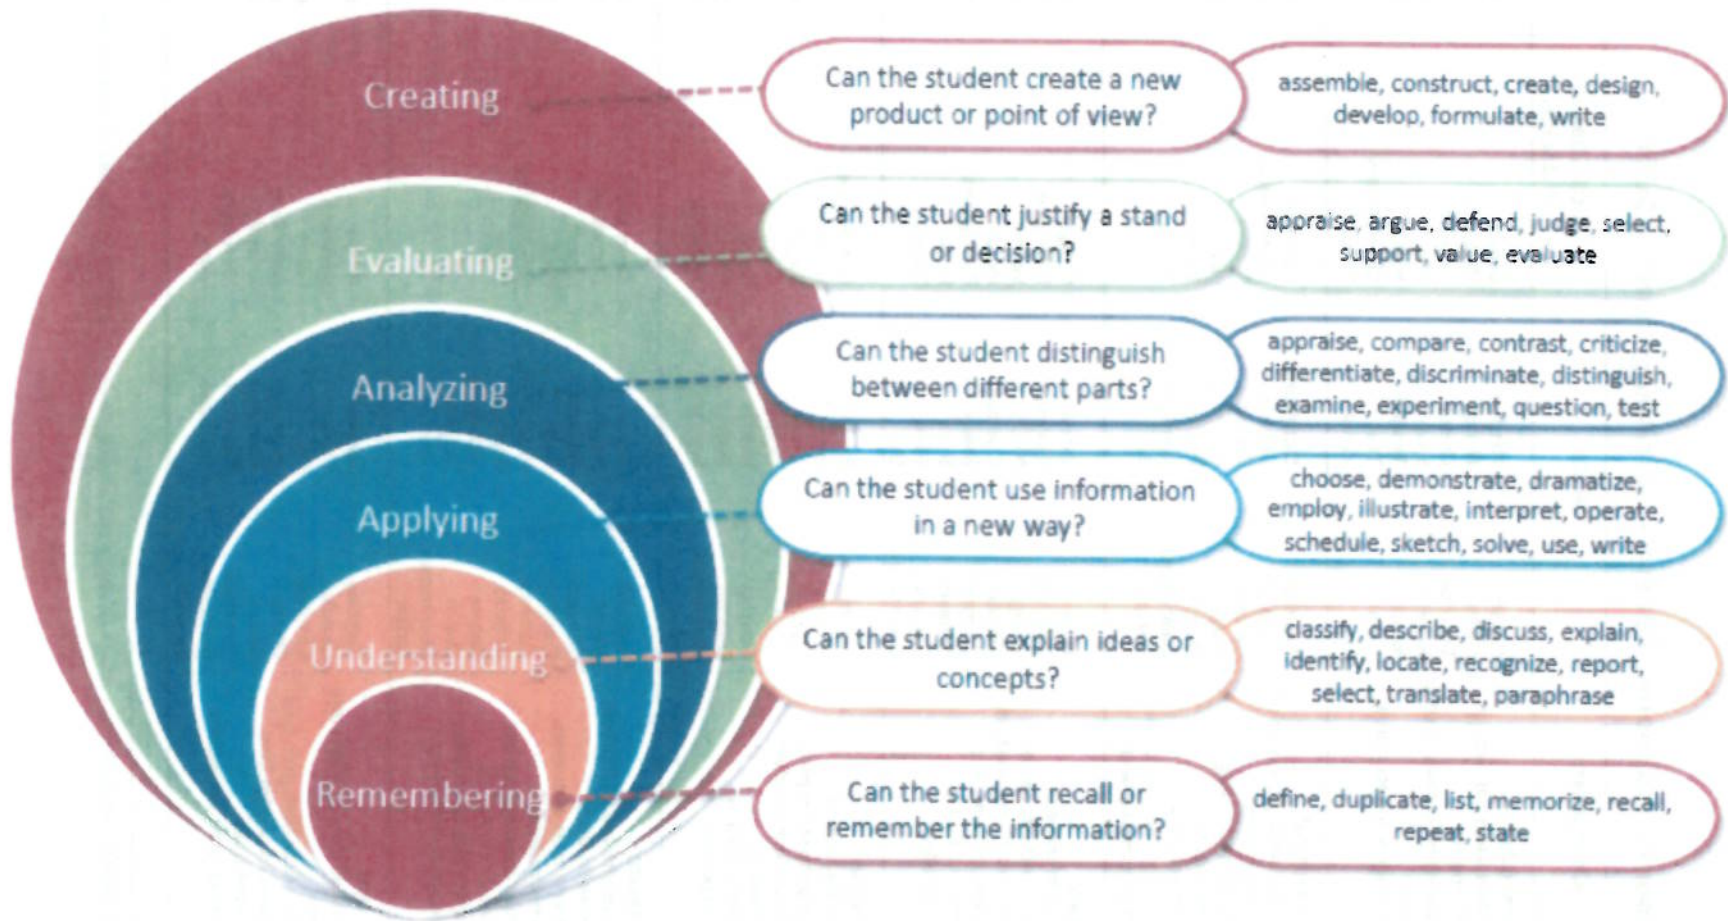 Creating
Can the student create a new
product or point of view?
assemble, construct, create, design,
develop, formulate, write
Evaluating
Can the student justify a stand
or decision?
appraise, argue, defend, judge, select,
support, value, evaluate
Analyzing
Can the student distinguish
between different parts?
appraise, compare, contrast, criticize,
differentiate, discriminate, distinguish,
examine, experiment, question, test
Applying
Can the student use information
in a new way?
choose, demonstrate, dramatize,
employ, illustrate, interpret, operate,
schedule, sketch, solve, use, write
Understanding
Can the student explain ideas or
concepts?
classify, describe, discuss, explain,
identify, locate, recognize, report,
select, translate, paraphrase
Remembering
Can the student recall or
remember the information?
define, duplicate, list, memorize, recall,
repeat, state